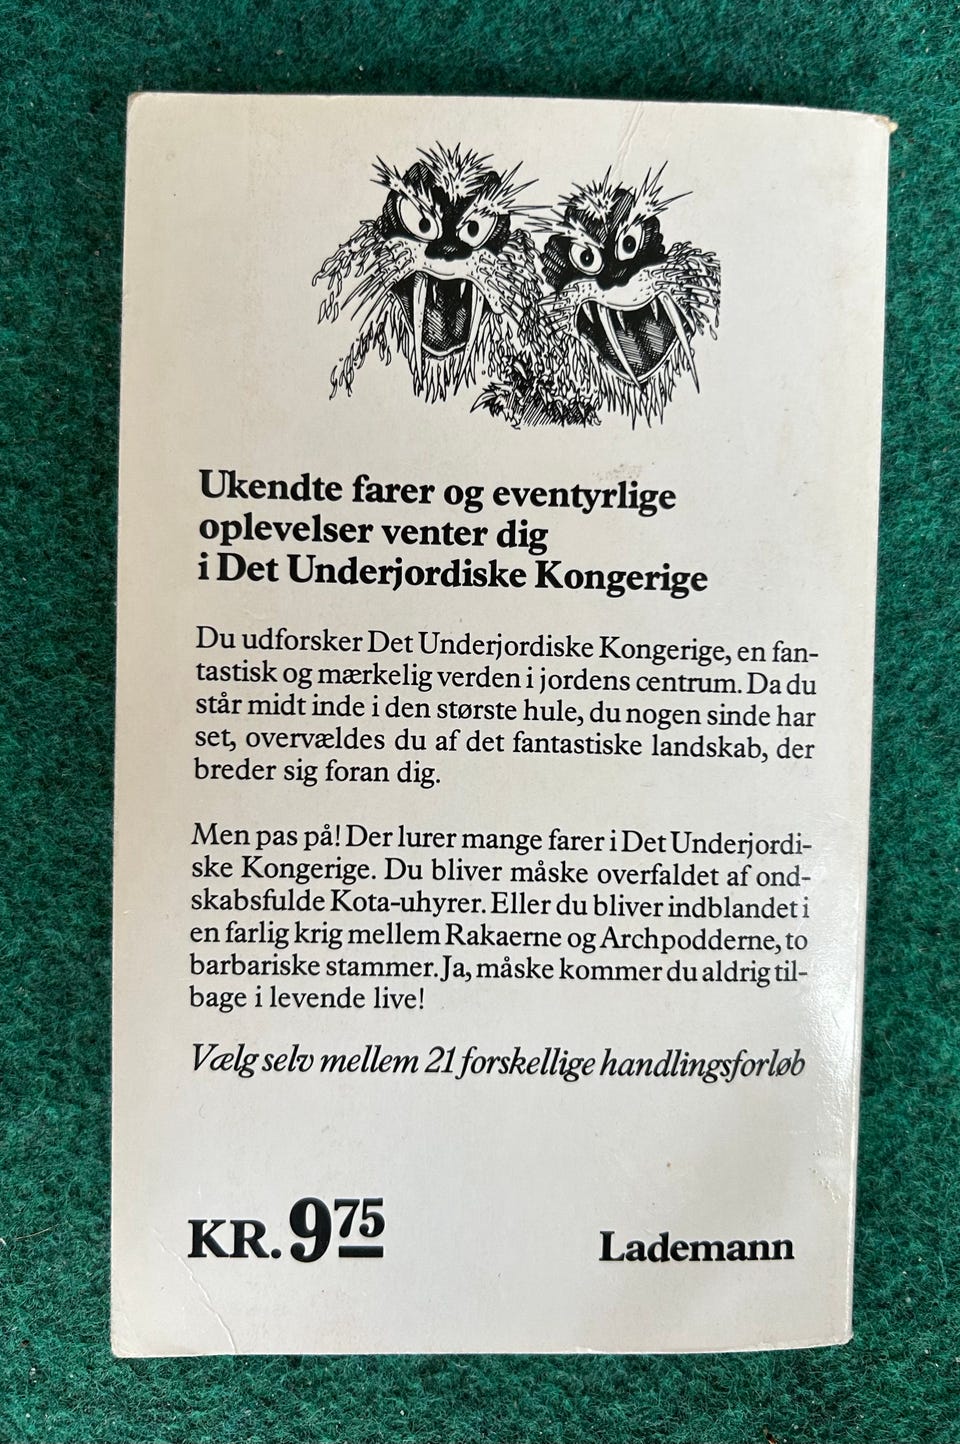 Ukendte farer og eventyrlige
oplevelser venter dig
i Det Underjordiske Kongerige
Du udforsker Det Underjordiske Kongerige, en fan-
tastisk og mærkelig verden i jordens centrum. Da du
står midt inde i den største hule, du nogen sinde har
set, overvældes du af det fantastiske landskab, der
breder sig foran dig.
Men pas på! Der lurer mange farer i Det Underjordi-
ske Kongerige. Du bliver måske overfaldet af ond-
skabsfulde Kota-uhyrer. Eller du bliver indblandet i
en farlig krig mellem Rakaerne og Archpodderne, to
barbariske stammer. Ja, måske kommer du aldrig til-
bage i levende live!
Vælg selv mellem 21 forskellige handlingsforløb
KR. 9 75
Lademann